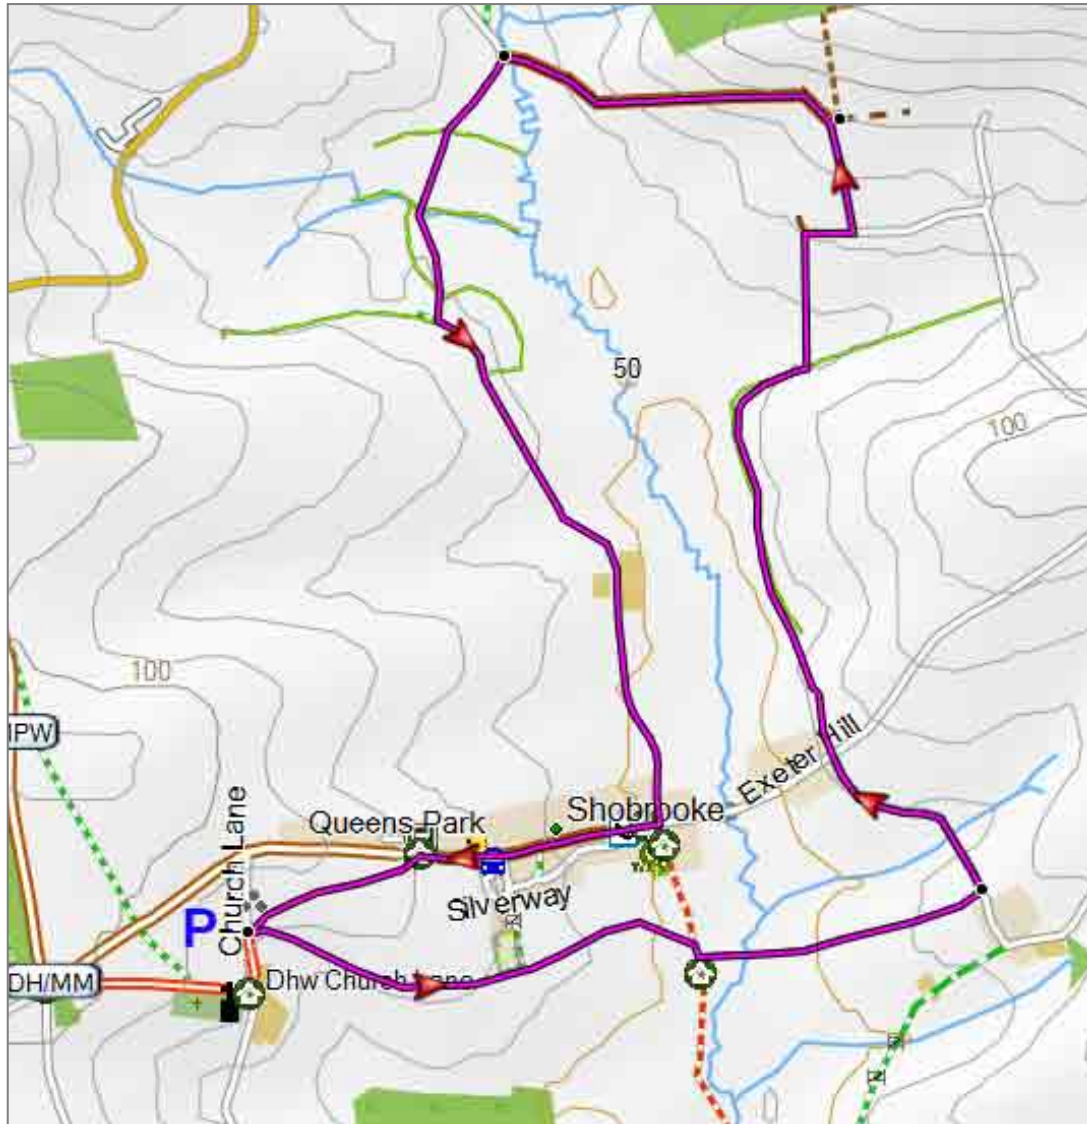 50
100
100
IPW
Exeter Hill
Shobrooke
Queens Park
Church Lane
Silverway
P
DH/MM
Dhw Church Lane